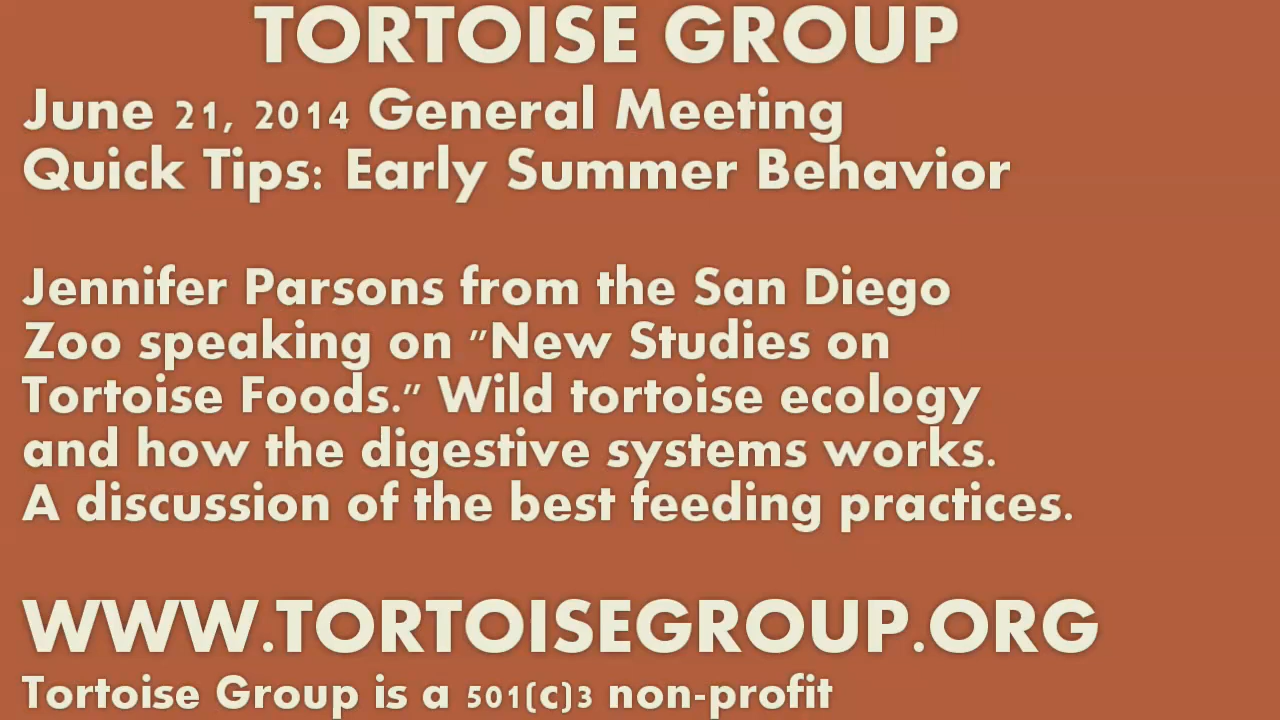 TORTOISE GROUP
June 21, 2014 General Meeting
Quick Tips: Early Summer Behavior
Jennifer Parsons from the San Diego
Zoo speaking on "New Studies on
Tortoise Foods." Wild tortoise ecology
and how the digestive systems works.
A discussion of the best feeding practices.
WWW.TORTOISEGROUP.ORG
Tortoise Group is a 501(c)3 non-profit